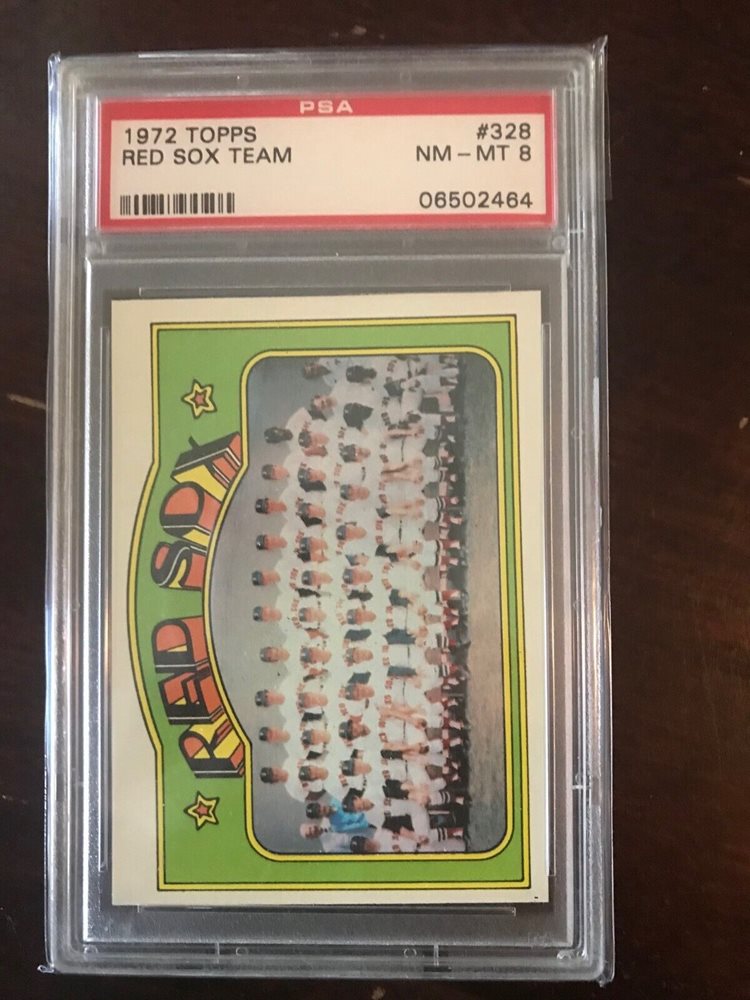 PSA
1972 TOPPS #328
RED SOX TEAM NM-MT 8
06502464
RED SOX